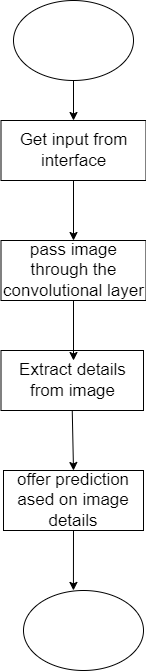 Get input from
interface
pass image
through the
convolutional layer
Extract details
from image
offer prediction
ased on image
details